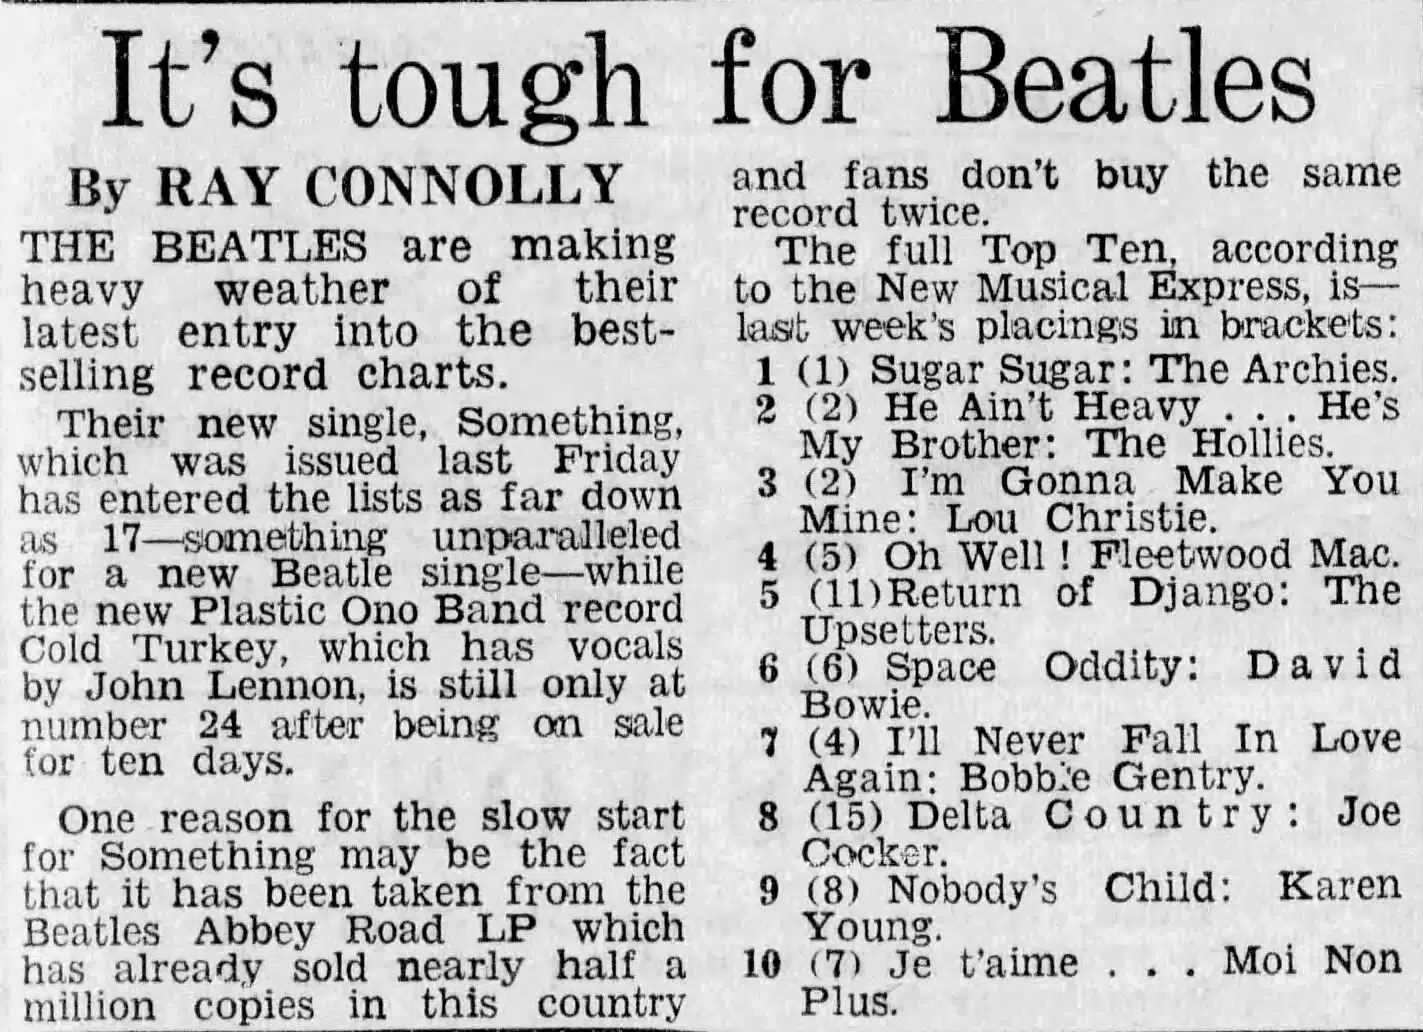 It's tough for Beatles
By RAY CONNOLLY
THE BEATLES are making
heavy weather of their
latest entry into the best-
selling record charts.
Their new single, Something,
which was issued last Friday
has entered the lists as far down
as 17—something unparalleled
for a new Beatle single—while
the new Plastic Ono Band record
Cold Turkey, which has vocals
by John Lennon, is still only at
number 24 after being on sale
for ten days.
One reason for the slow start
for Something may be the fact
that it has been taken from the
Beatles Abbey Road LP which
has already sold nearly half a
million copies in this country
and fans don't buy the same
record twice.
The full Top Ten, according
to the New Musical Express, is—
last week's placings in brackets:
1 (1) Sugar Sugar: The Archies.
2 (2) He Ain't Heavy . . . He's
My Brother: The Hollies.
3 (2) I'm Gonna Make You
Mine: Lou Christie.
4 (5) Oh Well! Fleetwood Mac.
5 (11) Return of Django: The
Upsetters.
6 (6) Space Oddity: David
Bowie.
7 (4) I'll Never Fall In Love
Again: Bobbie Gentry.
8 (15) Delta Country: Joe
Cocker.
9 (8) Nobody's Child: Karen
Young.
10 (7) Je t'aime . . . Moi Non
Plus.